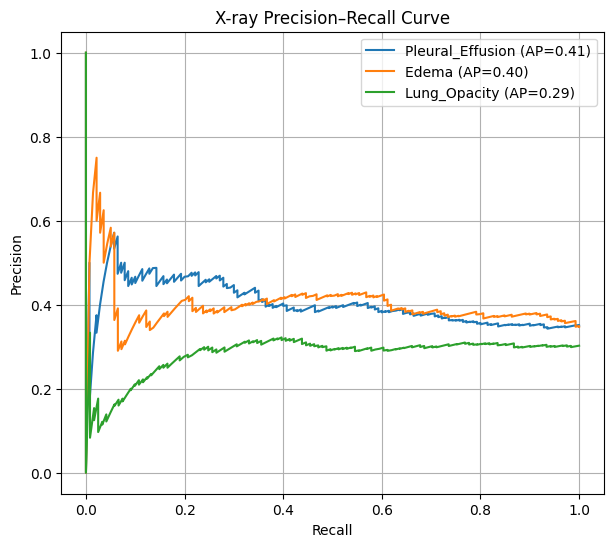 X-ray Precision–Recall Curve
Pleural_Effusion (AP=0.41)
Edema (AP=0.40)
Lung_Opacity (AP=0.29)
Precision
1.0
0.8
0.6
0.4
0.2
0.0
0.0 0.2 0.4 0.6 0.8 1.0
Recall